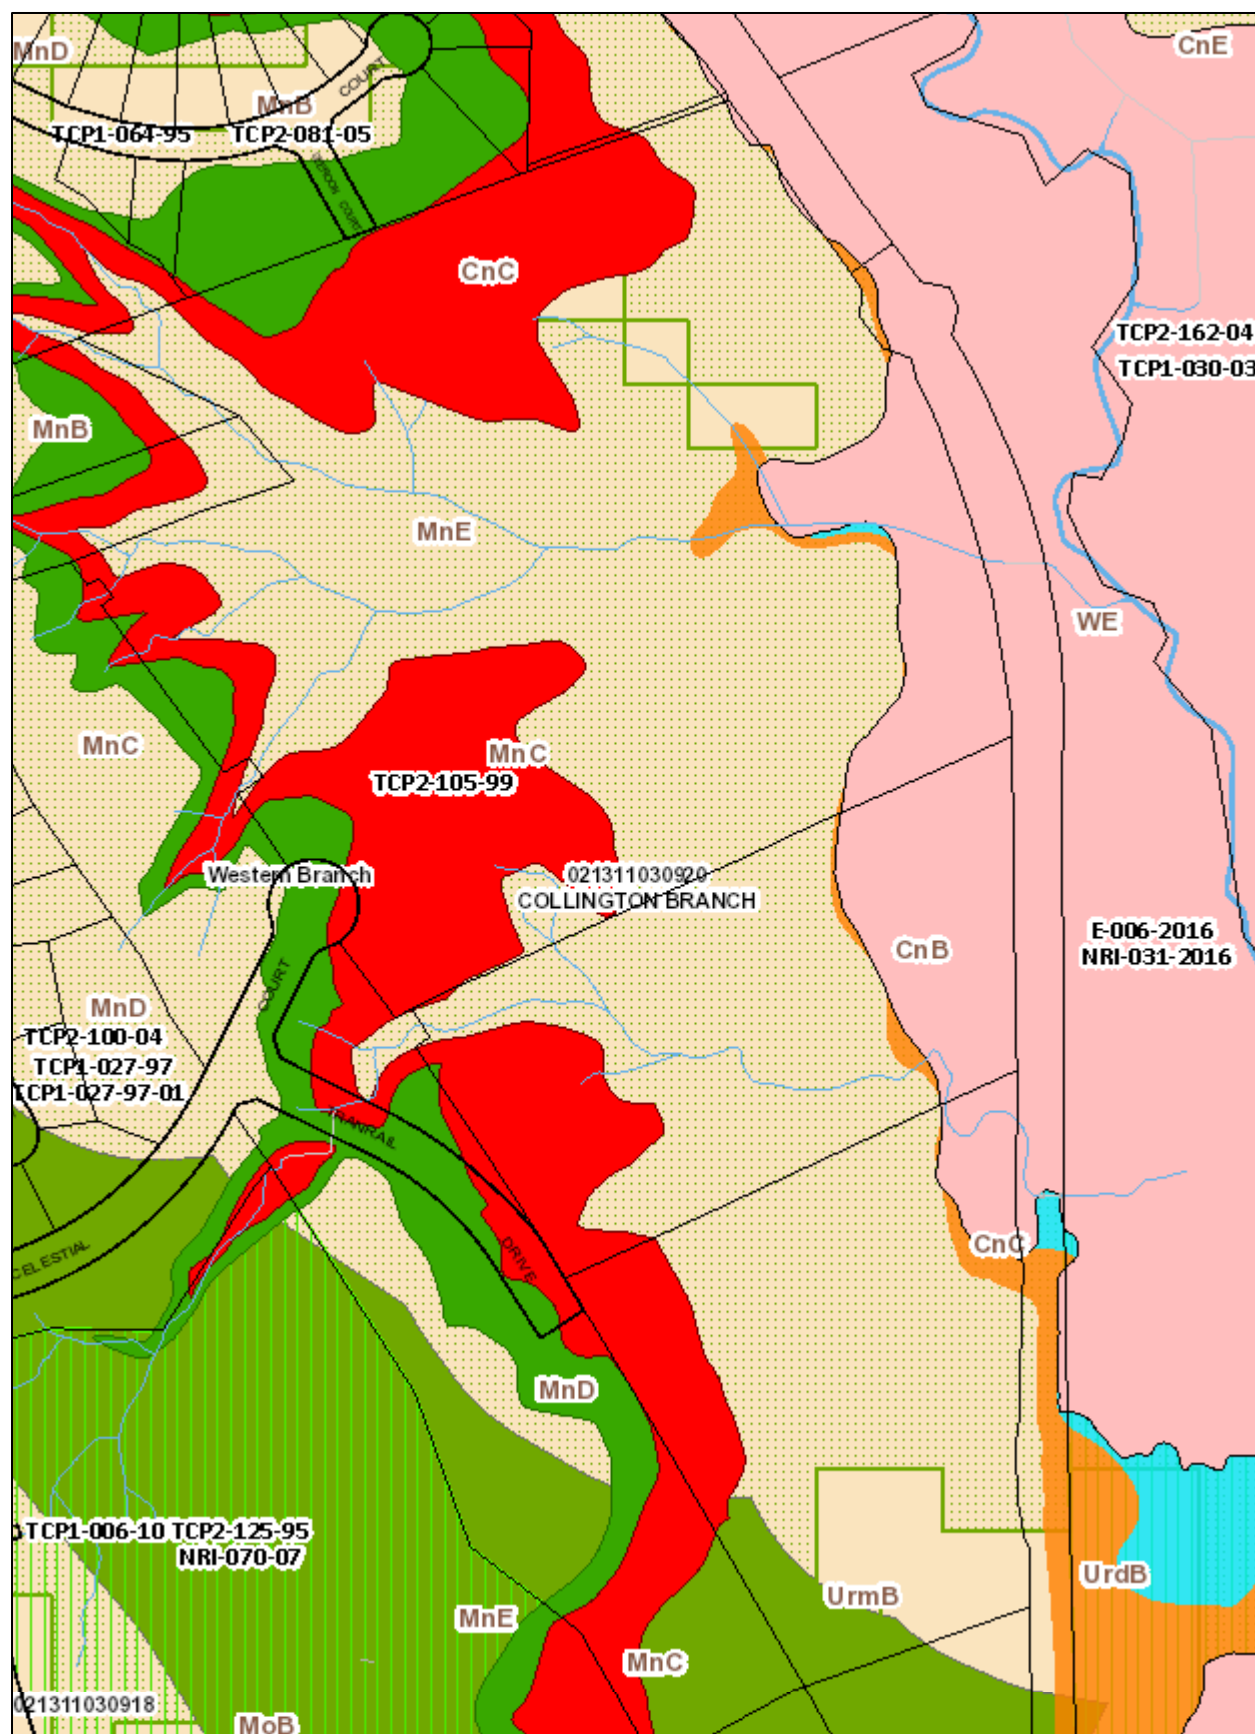 MnD
CnE
COURT
MnB
TCP1-064-95
TCP2-081-05
COURT
CnC
TCP2-162-04
TCP1-030-03
MnB
MnE
WE
MnC
MnC
TCP2-105-99
Western Branch
021311030920
COLLINGTON BRANCH
E-006-2016
CnB
NRI-031-2016
COURT
MnD
TCP2-100-04
TCP1-027-97
TCP1-027-97-01
CnC
CELESTIAL
DRIVE
MnD
TCP1-006-10 TCP2-125-95
NRI-070-07
UrdB
UrmB
MnE
MnC
021311030918
MoB